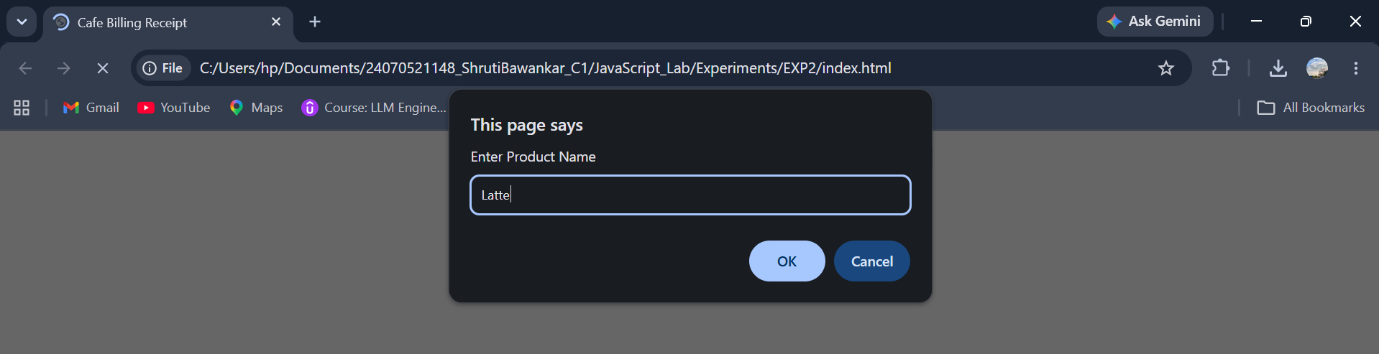 Cafe Billing Receipt
Ask Gemini
File C:/Users/hp/Documents/24070521148_ShrutiBawankar_C1/JavaScript_Lab/Experiments/EXP2/index.html
Gmail YouTube Maps Course: LLM Engine... All Bookmarks
This page says
Enter Product Name
Latte
OK Cancel